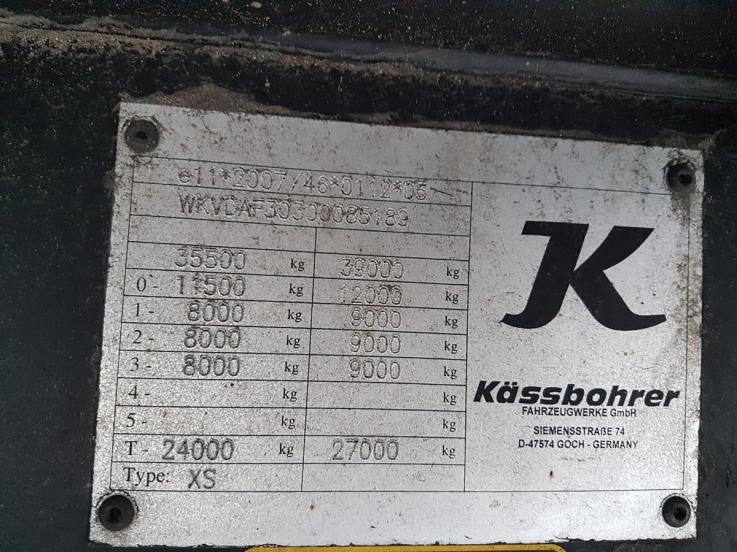 e11*2007/46*0112*05
WKVDAF30300085189
35500 kg 39000 kg
0 - 11500 kg 12000 kg
1 - 8000 kg 9000 kg
2 - 8000 kg 9000 kg
3 - 8000 kg 9000 kg
4 - kg kg
5 - kg kg
T - 24000 kg 27000 kg
Type: XS
K
Kässbohrer
FAHRZEUGWERKE GmbH
SIEMENSSTRAßE 74
D-47574 GOCH - GERMANY